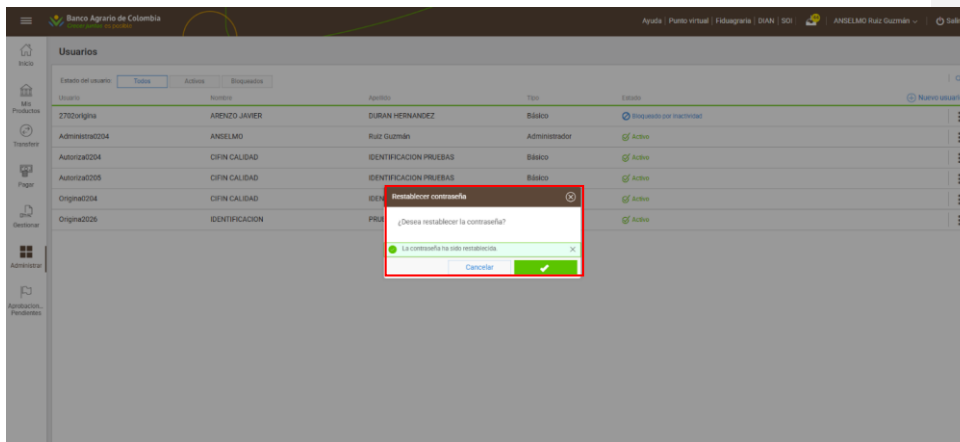 Banco Agrario de Colombia
Ayuda | Punto virtual | Fiduagraria | DIAN | SOI |
ANSELMO Ruiz Guzmán
Inicio
Usuarios
Estado del usuario: Todos Activos Bloqueados
Mis Productos
Usuario Nombre Apellido Tipo Estado Nuevo usuari
2702origina ARENZO JAVIER DURAN HERNANDEZ Básico Bloqueado por Inactividad
Transferir
Administra0204 ANSELMO Ruiz Guzmán Administrador Activo
Autoriza0204 CIFIN CALIDAD IDENTIFICACION PRUEBAS Básico Activo
Pagar
Autoriza0205 CIFIN CALIDAD IDENTIFICACION PRUEBAS Básico Activo
Origina0204 CIFIN CALIDAD IDEN Activo
Gestionar
Origina2026 IDENTIFICACION PRUE Activo
Administrar
Aprobacion... Pendientes
Restablecer contraseña
¿Desea restablecer la contraseña?
La contraseña ha sido restablecida.
Cancelar